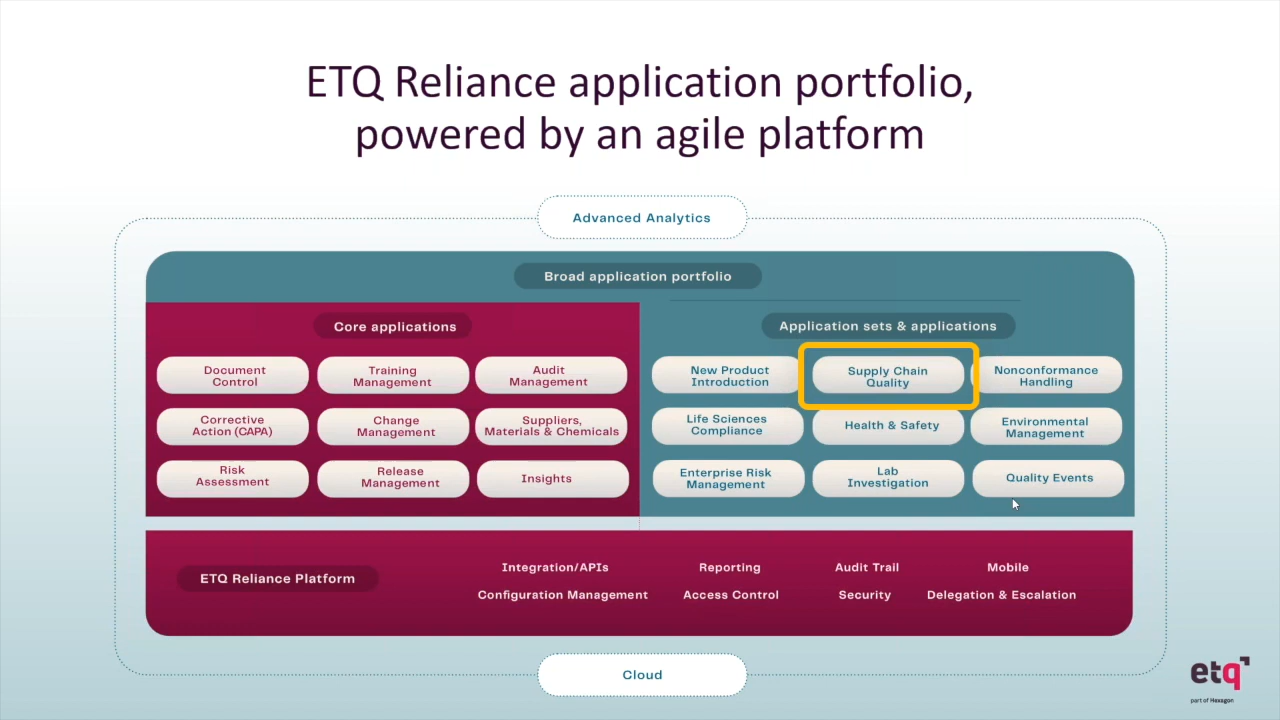 ETQ Reliance application portfolio,
powered by an agile platform
Advanced Analytics
Broad application portfolio
Core applications
Document
Control
Training
Management
Audit
Management
Corrective
Action (CAPA)
Change
Management
Suppliers,
Materials & Chemicals
Risk
Assessment
Release
Management
Insights
Application sets & applications
New Product
Introduction
Supply Chain
Quality
Nonconformance
Handling
Life Sciences
Compliance
Health & Safety
Environmental
Management
Enterprise Risk
Management
Lab
Investigation
Quality Events
ETQ Reliance Platform
Integration/APIs
Reporting
Audit Trail
Mobile
Configuration Management
Access Control
Security
Delegation & Escalation
Cloud
etq
part of Hexagon